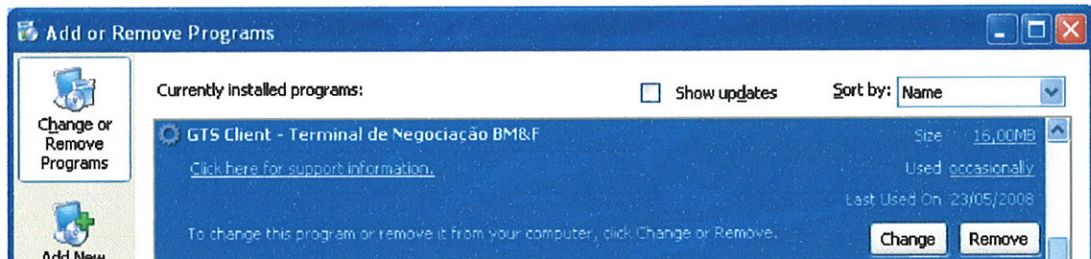 Add or Remove Programs
Change or
Remove
Programs
Currently installed programs:
Show updates
Sort by: Name
GTS Client - Terminal de Negociação BM&F
Size 16,00MB
Click here for support information.
Used occasionally
Last Used On 23/05/2008
To change this program or remove it from your computer, click Change or Remove.
Change
Remove
Add New